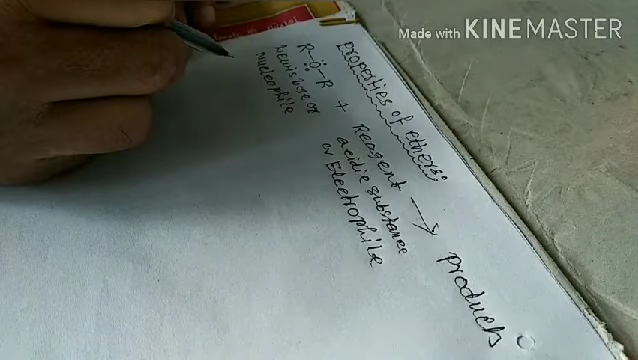 Made with KINEMASTER
Properties of ethers:
R-Ö-R + Reagent → products
Lewis base or acidic substance
nucleophile or Electrophile